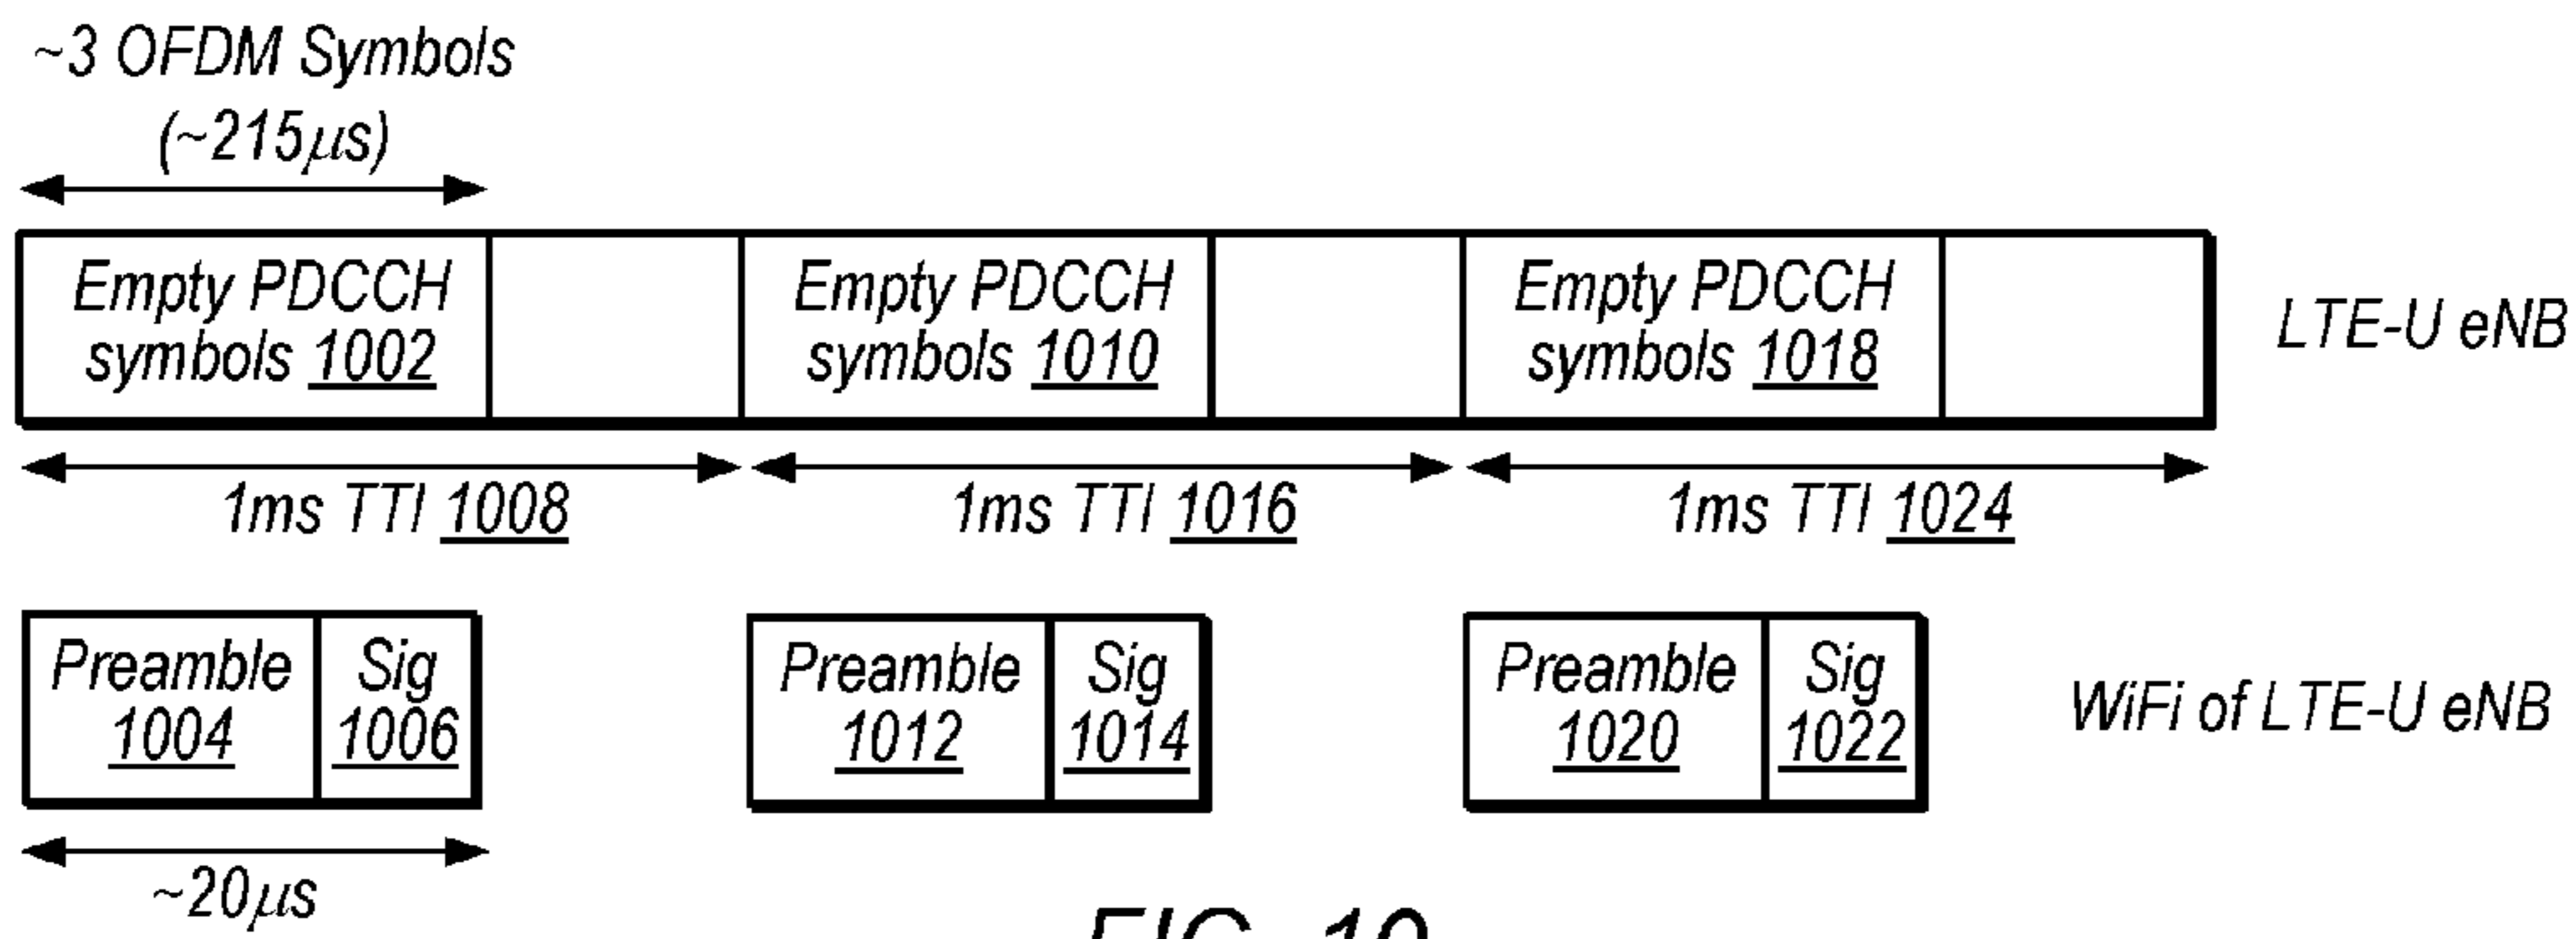 ~3 OFDM Symbols
(~215μs)
Empty PDCCH
symbols 1002
Empty PDCCH
symbols 1010
Empty PDCCH
symbols 1018
LTE-U eNB
1ms TTI 1008
1ms TTI 1016
1ms TTI 1024
Preamble
1004
Sig
1006
Preamble
1012
Sig
1014
Preamble
1020
Sig
1022
WiFi of LTE-U eNB
~20μs
FIG. 10